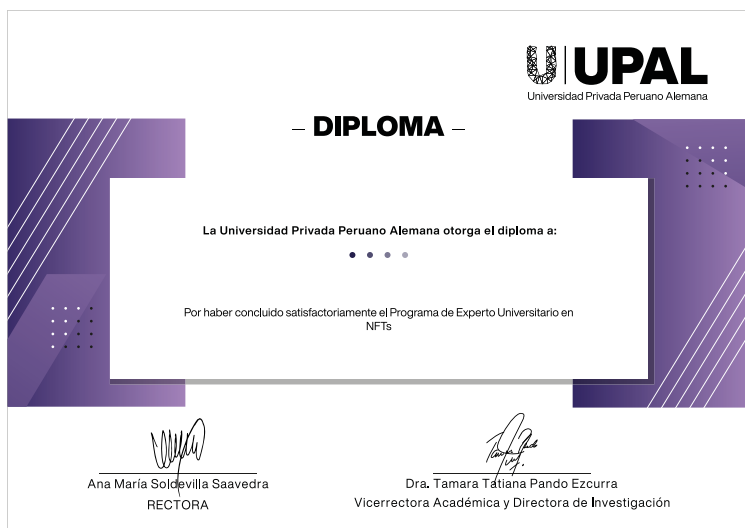 UPAL
Universidad Privada Peruano Alemana
– DIPLOMA –
La Universidad Privada Peruano Alemana otorga el diploma a:
Por haber concluido satisfactoriamente el Programa de Experto Universitario en
NFTs
Ana María Soldevilla Saavedra
RECTORA
Dra. Tamara Tatiana Pando Ezcurra
Vicerrectora Académica y Directora de Investigación